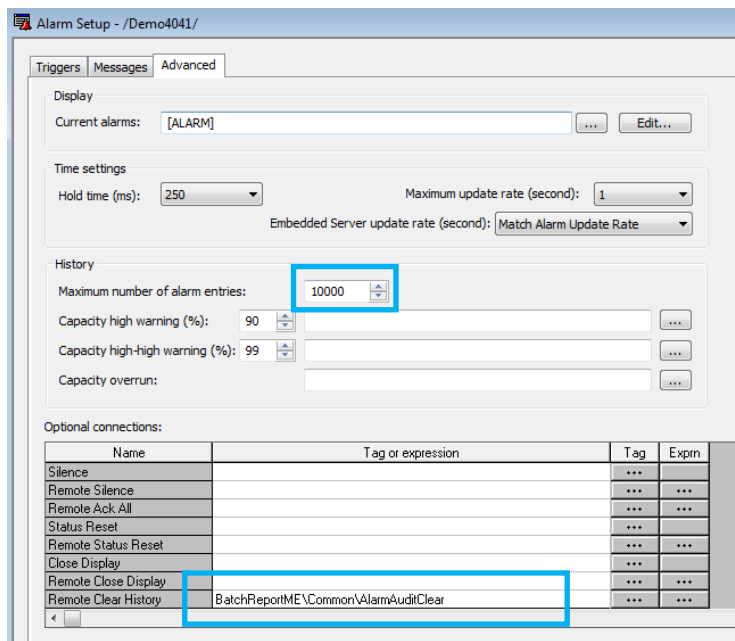 Alarm Setup - /Demo4041/
Triggers Messages Advanced
Display
Current alarms: [ALARM] ... Edit...
Time settings
Hold time (ms): 250 Maximum update rate (second): 1
Embedded Server update rate (second): Match Alarm Update Rate
History
Maximum number of alarm entries: 10000
Capacity high warning (%): 90 ...
Capacity high-high warning (%): 99 ...
Capacity overrun: ...
Optional connections:
Name Tag or expression Tag Exprn
Silence ...
Remote Silence ... ...
Remote Ack All ... ...
Status Reset ...
Remote Status Reset ... ...
Close Display ...
Remote Close Display ... ...
Remote Clear History BatchReportME\Common\AlarmAuditClear ... ...